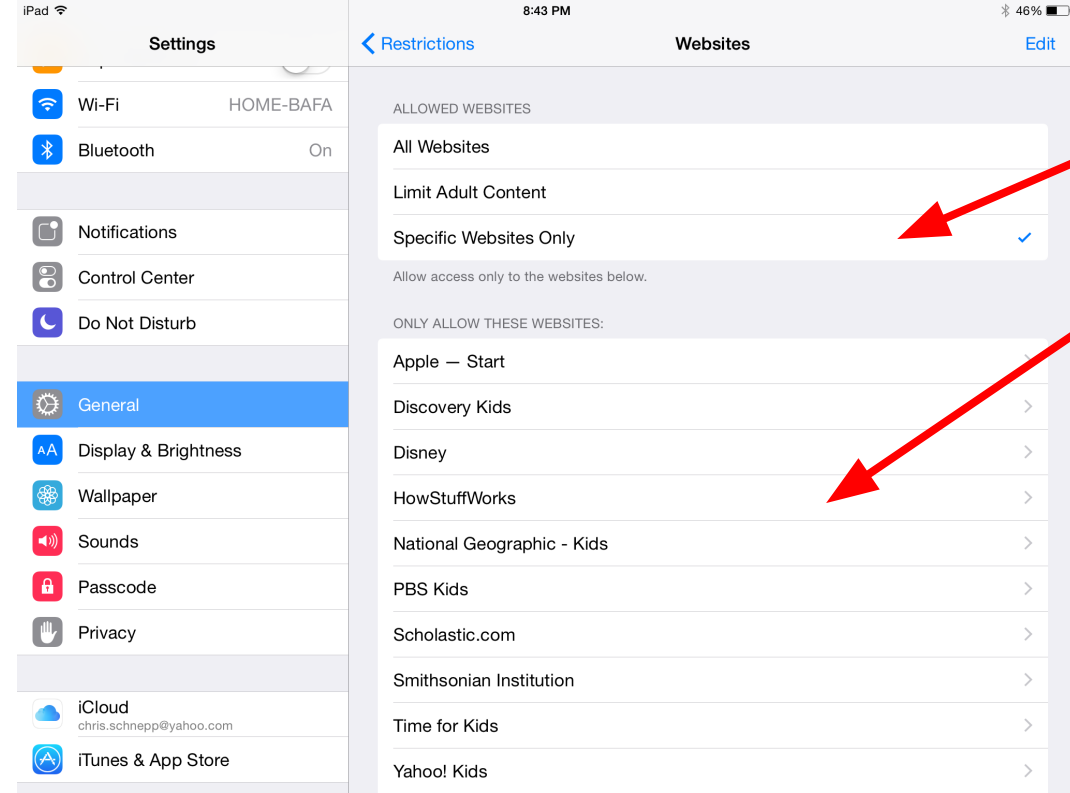 iPad
8:43 PM
46%
Settings
Restrictions
Websites
Edit
Wi-Fi
HOME-BAFA
Bluetooth
On
Notifications
Control Center
Do Not Disturb
General
AA
Display & Brightness
Wallpaper
Sounds
Passcode
Privacy
iCloud
chris.schnepp@yahoo.com
iTunes & App Store
ALLOWED WEBSITES
All Websites
Limit Adult Content
Specific Websites Only
Allow access only to the websites below.
ONLY ALLOW THESE WEBSITES:
Apple — Start
Discovery Kids
Disney
HowStuffWorks
National Geographic - Kids
PBS Kids
Scholastic.com
Smithsonian Institution
Time for Kids
Yahoo! Kids